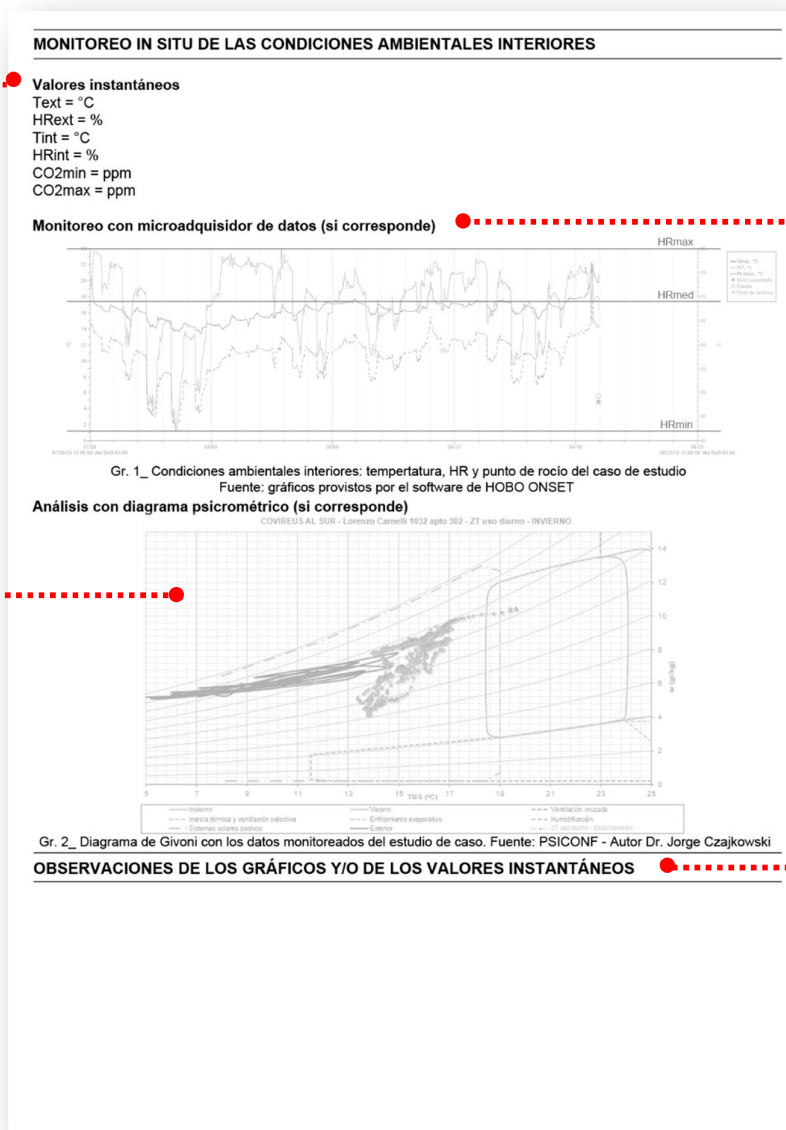 MONITOREO IN SITU DE LAS CONDICIONES AMBIENTALES INTERIORES
Valores instantáneos
Text = °C
HRext = %
Tint = °C
HRint = %
CO2min = ppm
CO2max = ppm
Monitoreo con microadquisidor de datos (si corresponde)
HRmax
HRmed
HRmin
Gr. 1_ Condiciones ambientales interiores: tempertatura, HR y punto de rocío del caso de estudio
Fuente: gráficos provistos por el software de HOBO ONSET
Análisis con diagrama psicrométrico (si corresponde)
COVIREUS AL SUR - Lorenzo Carnelli 1032 apto 302 - ZT uso diurno - INVIERNO
14
12
10
8
6
4
2
0
w (gr/kg)
5 7 9 11 13 15 17 19 21 23 25
TBS (ºC)
Invierno Verano Ventilación cruzada
Inercia térmica y ventilación selectiva Enfriamiento evaporativo Humidificación
Sistemas solares pasivos Exterior ZT uso diurno - Estarcomedor
Gr. 2_ Diagrama de Givoni con los datos monitoreados del estudio de caso. Fuente: PSICONF - Autor Dr. Jorge Czajkowski
OBSERVACIONES DE LOS GRÁFICOS Y/O DE LOS VALORES INSTANTÁNEOS